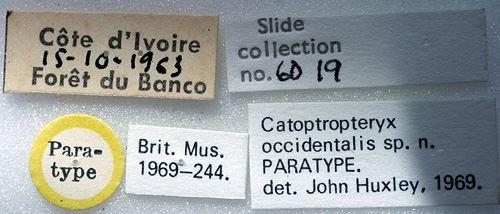 Côte d'Ivoire
15-10-1963
Forêt du Banco
Slide
collection
no. 6D 19
Para-
type
Brit. Mus.
1969—244.
Catoptropteryx
occidentalis sp. n.
PARATYPE.
det. John Huxley, 1969.